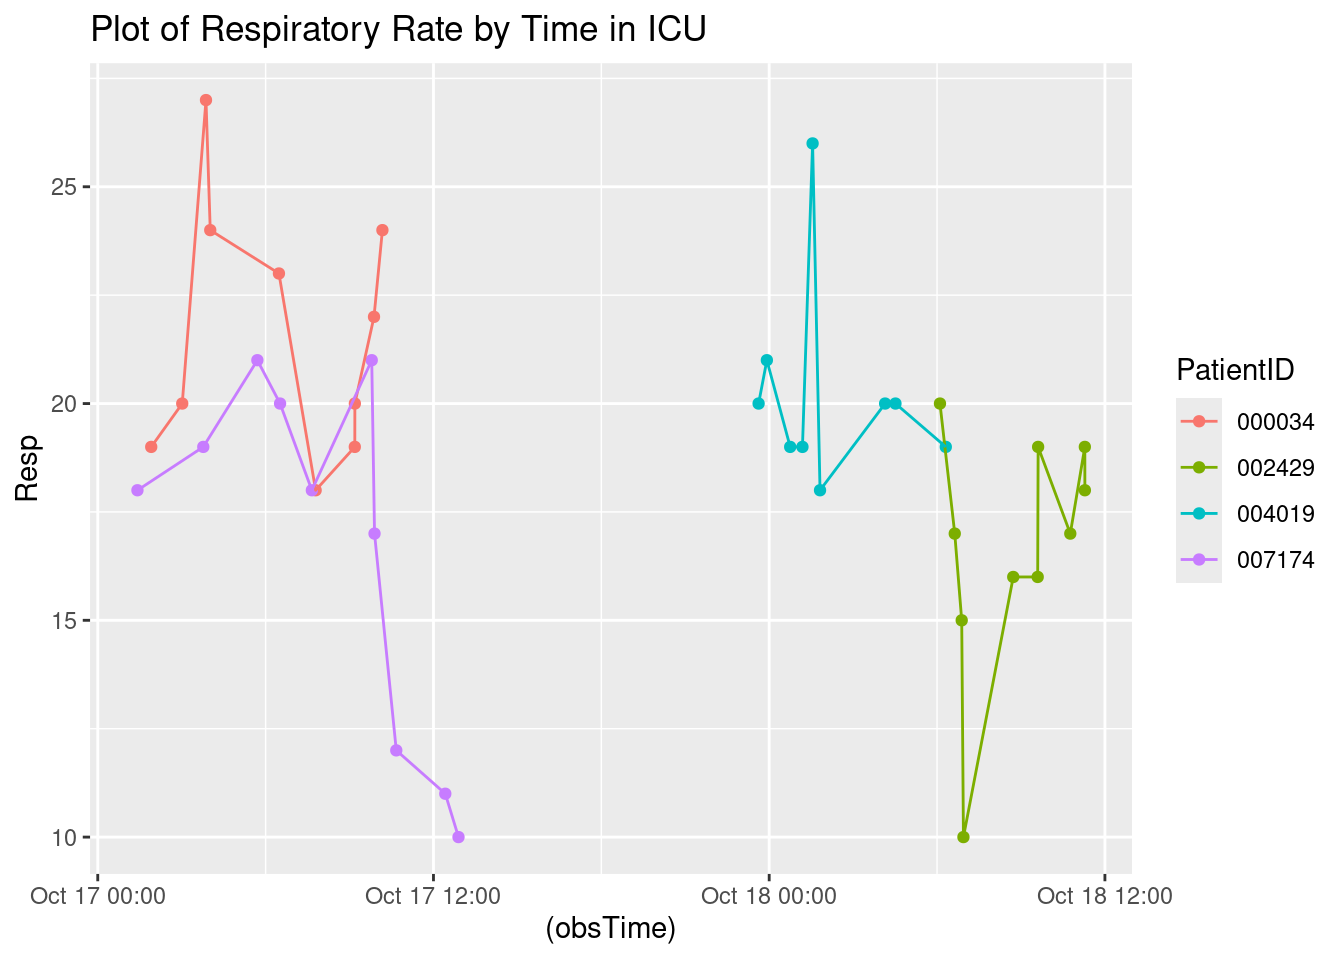 Plot of Respiratory Rate by Time in ICU
Resp
25
20
15
10
Oct 17 00:00
Oct 17 12:00
Oct 18 00:00
Oct 18 12:00
(obsTime)
PatientID
000034
002429
004019
007174